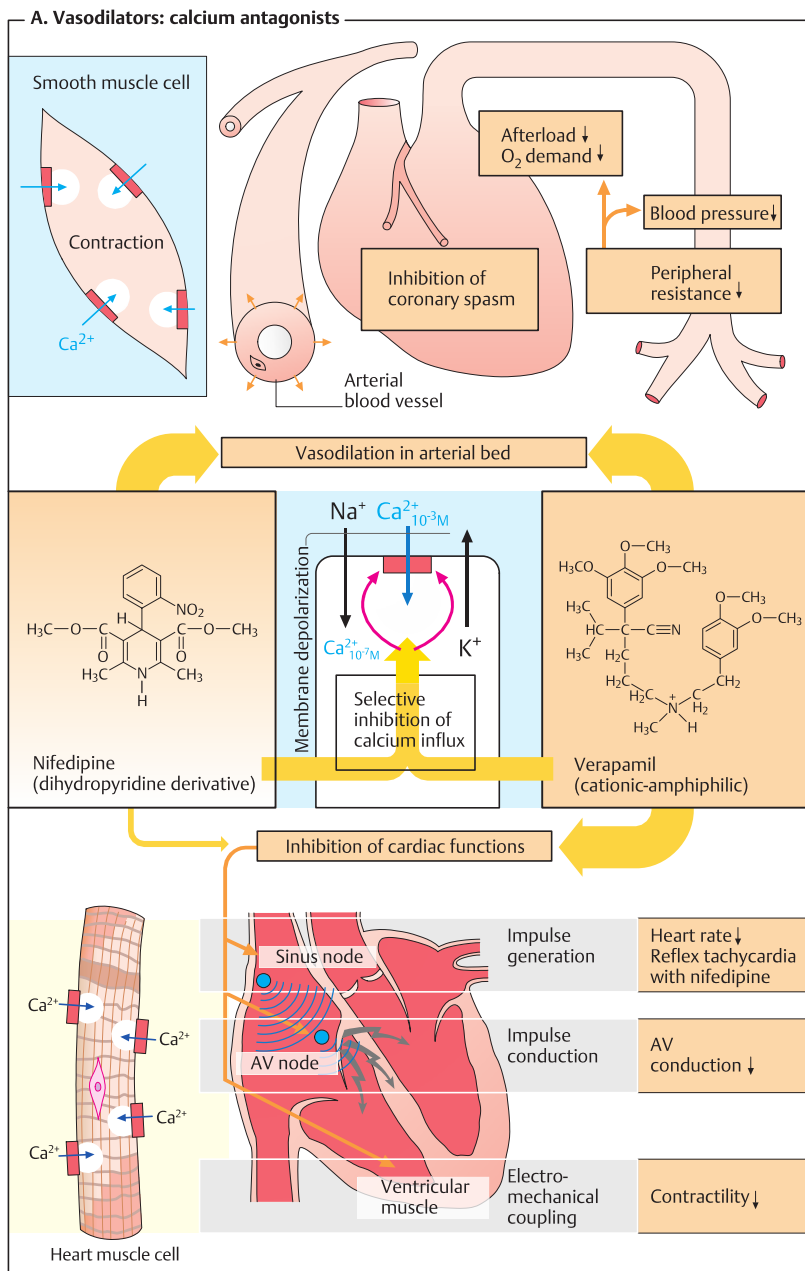 A. Vasodilators: calcium antagonists
Smooth muscle cell
Contraction
Ca²⁺
Afterload ↓
O₂ demand ↓
Blood pressure ↓
Peripheral
resistance ↓
Inhibition of
coronary spasm
Arterial
blood vessel
Vasodilation in arterial bed
NO₂
H
H₃C—O—C
O
C—O—CH₃
O
H₃C
CH₃
N
H
Nifedipine
(dihydropyridine derivative)
Membrane depolarization
Na⁺
Ca²⁺ 10⁻³M
Ca²⁺ 10⁻⁷M
K⁺
Selective
inhibition of
calcium influx
O—CH₃
H₃CO
O—CH₃
H₃C
HC—C—C≡N
H₃C
H₂C
H₂C
H₂C
N⁺
H₃C
H
CH₂
CH₂
O—CH₃
O—CH₃
Verapamil
(cationic-amphiphilic)
Inhibition of cardiac functions
Ca²⁺
Ca²⁺
Ca²⁺
Ca²⁺
Heart muscle cell
Sinus node
AV node
Ventricular
muscle
Impulse
generation
Heart rate ↓
Reflex tachycardia
with nifedipine
Impulse
conduction
AV
conduction ↓
Electro-
mechanical
coupling
Contractility ↓